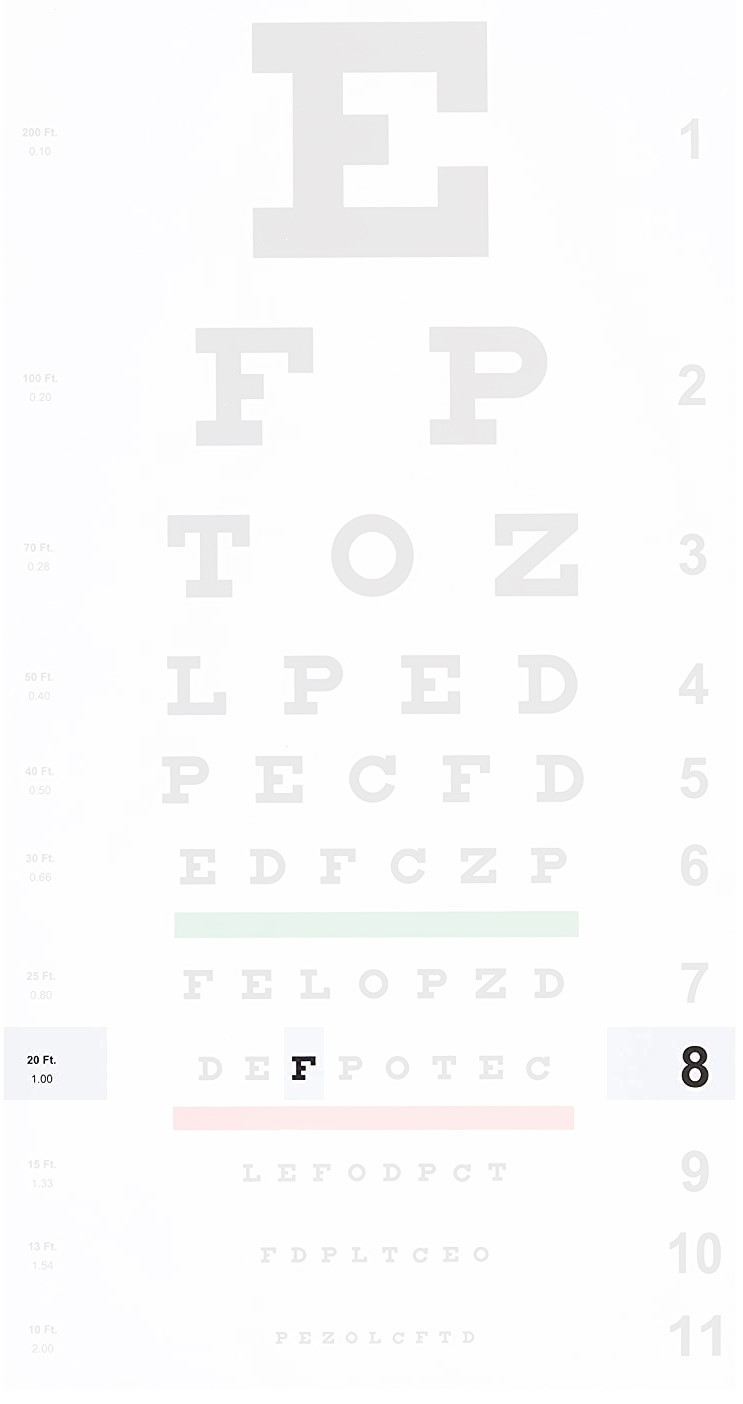 E
200 Ft.
0.10
1
F P
100 Ft.
0.20
2
T O Z
70 Ft.
0.28
3
L P E D
50 Ft.
0.40
4
P E C F D
40 Ft.
0.50
5
E D F C Z P
30 Ft.
0.66
6
F E L O P Z D
25 Ft.
0.80
7
D E F P O T E C
20 Ft.
1.00
8
L E F O D P C T
15 Ft.
1.33
9
F D P L T C E O
13 Ft.
1.54
10
P E Z O L C F T D
10 Ft.
2.00
11